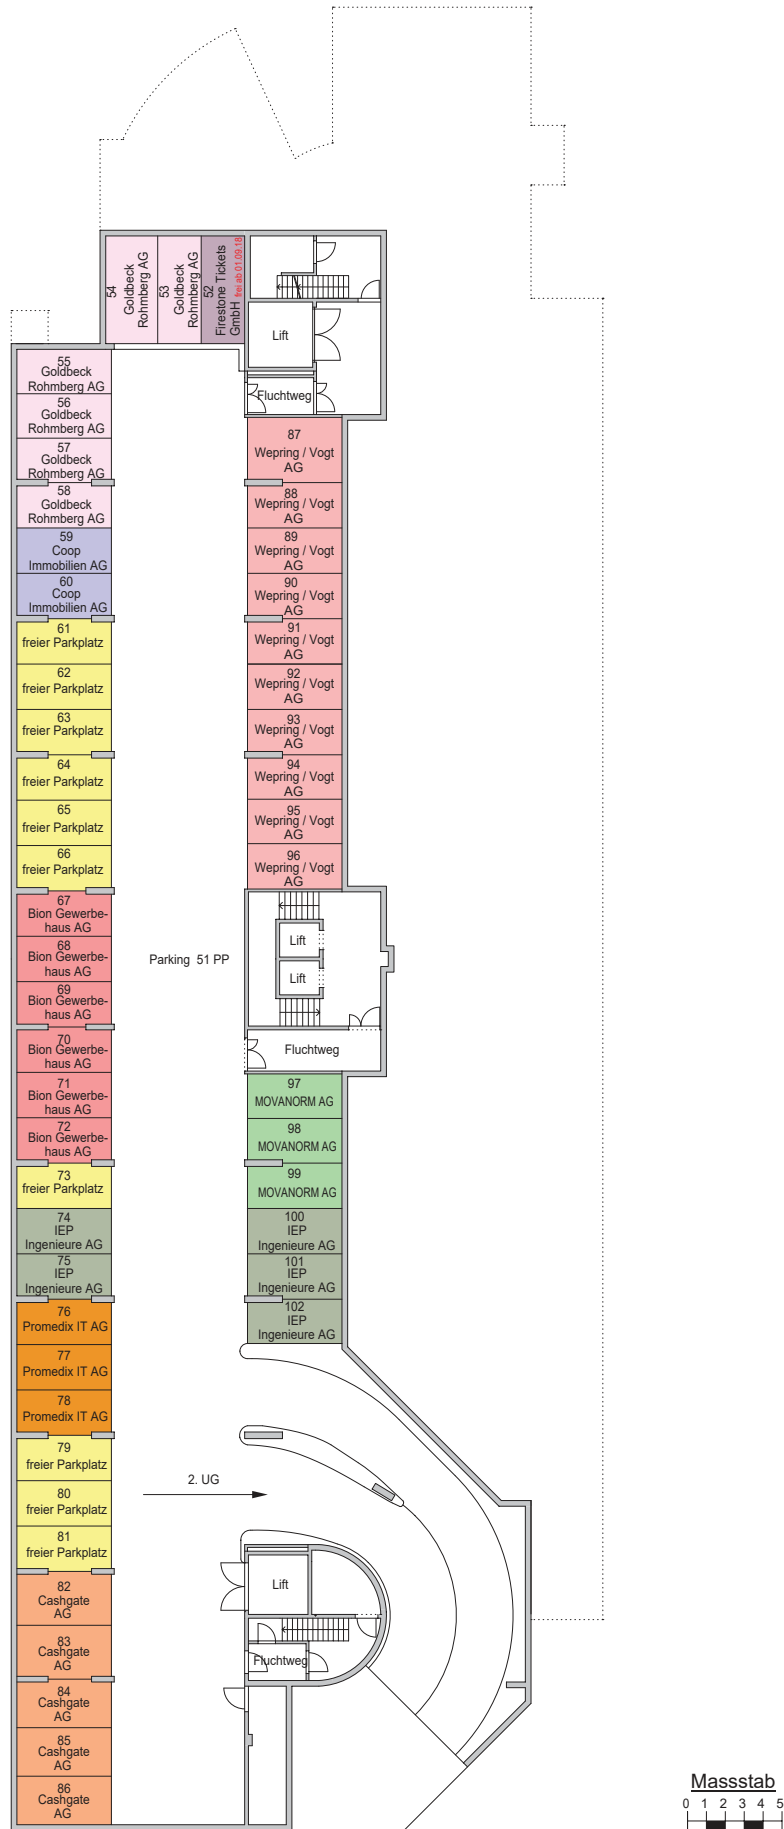 54
Goldbeck
Rohmberg AG
53
Goldbeck
Rohmberg AG
52
Firestone Tickets
GmbH frei ab 01.09.18
Lift
Fluchtweg
55
Goldbeck
Rohmberg AG
56
Goldbeck
Rohmberg AG
57
Goldbeck
Rohmberg AG
58
Goldbeck
Rohmberg AG
59
Coop
Immobilien AG
60
Coop
Immobilien AG
61
freier Parkplatz
62
freier Parkplatz
63
freier Parkplatz
64
freier Parkplatz
65
freier Parkplatz
66
freier Parkplatz
67
Bion Gewerbe-
haus AG
68
Bion Gewerbe-
haus AG
69
Bion Gewerbe-
haus AG
70
Bion Gewerbe-
haus AG
71
Bion Gewerbe-
haus AG
72
Bion Gewerbe-
haus AG
73
freier Parkplatz
74
IEP
Ingenieure AG
75
IEP
Ingenieure AG
76
Promedix IT AG
77
Promedix IT AG
78
Promedix IT AG
79
freier Parkplatz
80
freier Parkplatz
81
freier Parkplatz
82
Cashgate
AG
83
Cashgate
AG
84
Cashgate
AG
85
Cashgate
AG
86
Cashgate
AG
Parking 51 PP
2. UG
87
Wepring / Vogt
AG
88
Wepring / Vogt
AG
89
Wepring / Vogt
AG
90
Wepring / Vogt
AG
91
Wepring / Vogt
AG
92
Wepring / Vogt
AG
93
Wepring / Vogt
AG
94
Wepring / Vogt
AG
95
Wepring / Vogt
AG
96
Wepring / Vogt
AG
Lift
Lift
Fluchtweg
97
MOVANORM AG
98
MOVANORM AG
99
MOVANORM AG
100
IEP
Ingenieure AG
101
IEP
Ingenieure AG
102
IEP
Ingenieure AG
Lift
Fluchtweg
Massstab
0 1 2 3 4 5